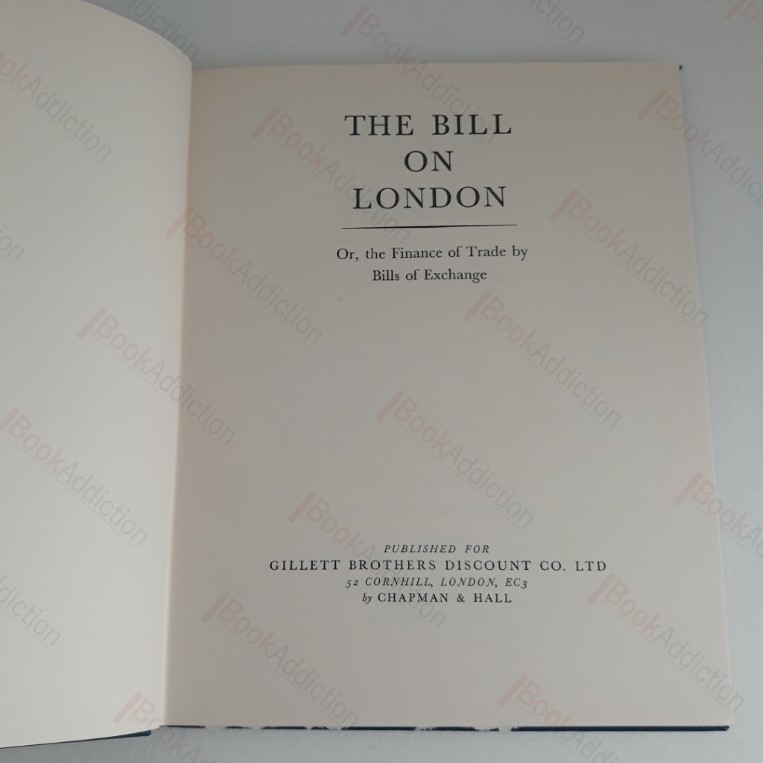 THE BILL
ON
LONDON
Or, the Finance of Trade by
Bills of Exchange
PUBLISHED FOR
GILLETT BROTHERS DISCOUNT CO. LTD
52 CORNHILL, LONDON, EC3
by CHAPMAN & HALL
BookAddiction